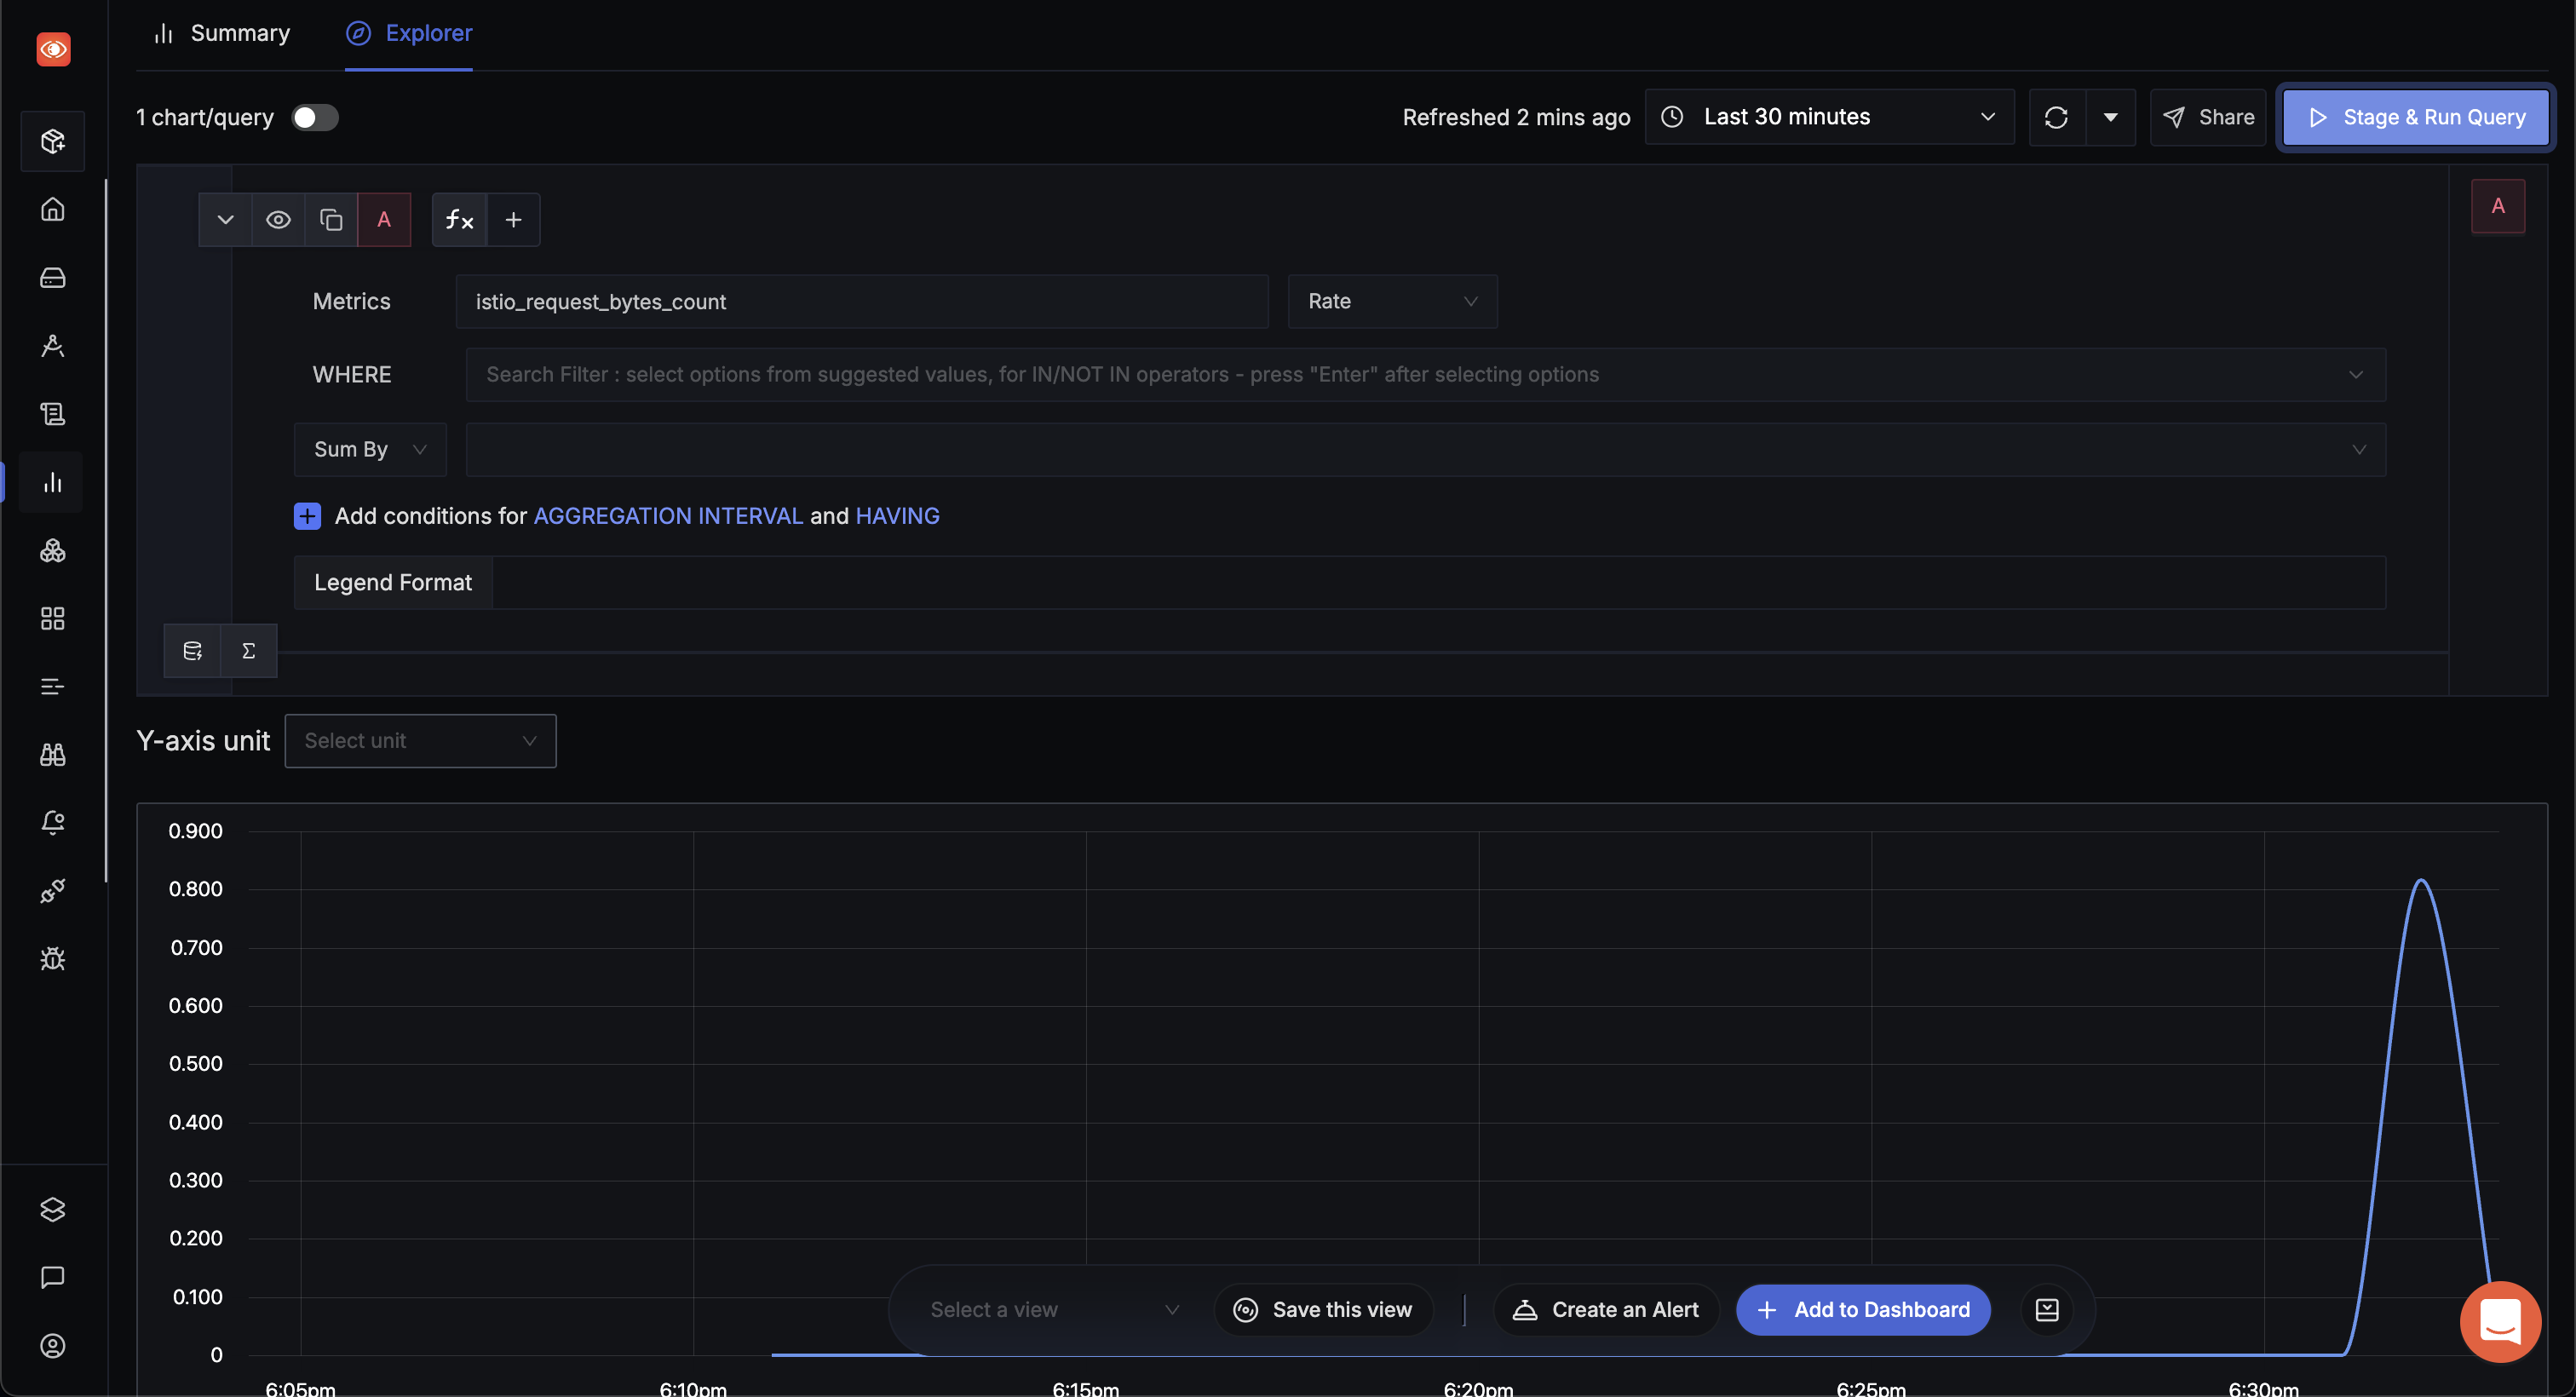 Summary
Explorer
1 chart/query
Refreshed 2 mins ago
Last 30 minutes
Share
Stage & Run Query
A
fx
A
Metrics
istio_request_bytes_count
Rate
WHERE
Search Filter : select options from suggested values, for IN/NOT IN operators - press "Enter" after selecting options
Sum By
Add conditions for AGGREGATION INTERVAL and HAVING
Legend Format
Σ
Y-axis unit
Select unit
0.900
0.800
0.700
0.600
0.500
0.400
0.300
0.200
0.100
0
Select a view
Save this view
Create an Alert
Add to Dashboard
6:05pm
6:10pm
6:15pm
6:20pm
6:25pm
6:30pm